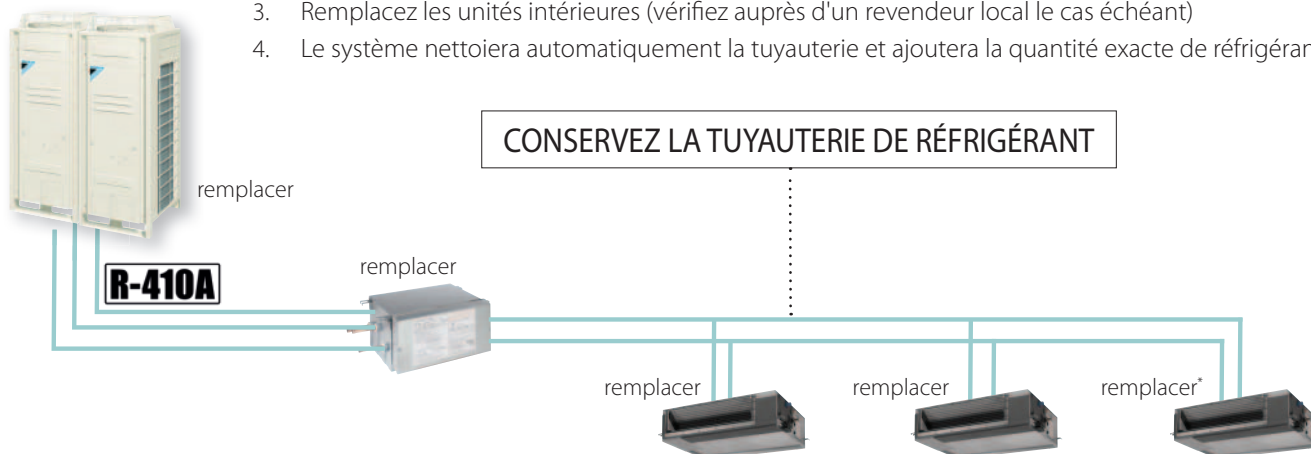 3. Remplacez les unités intérieures (vérifiez auprès d'un revendeur local le cas échéant)
4. Le système nettoiera automatiquement la tuyauterie et ajoutera la quantité exacte de
CONSERVEZ LA TUYAUTERIE DE RÉFRIGÉRANT
remplacer
R-410A
remplacer
remplacer
remplacer
remplacer*